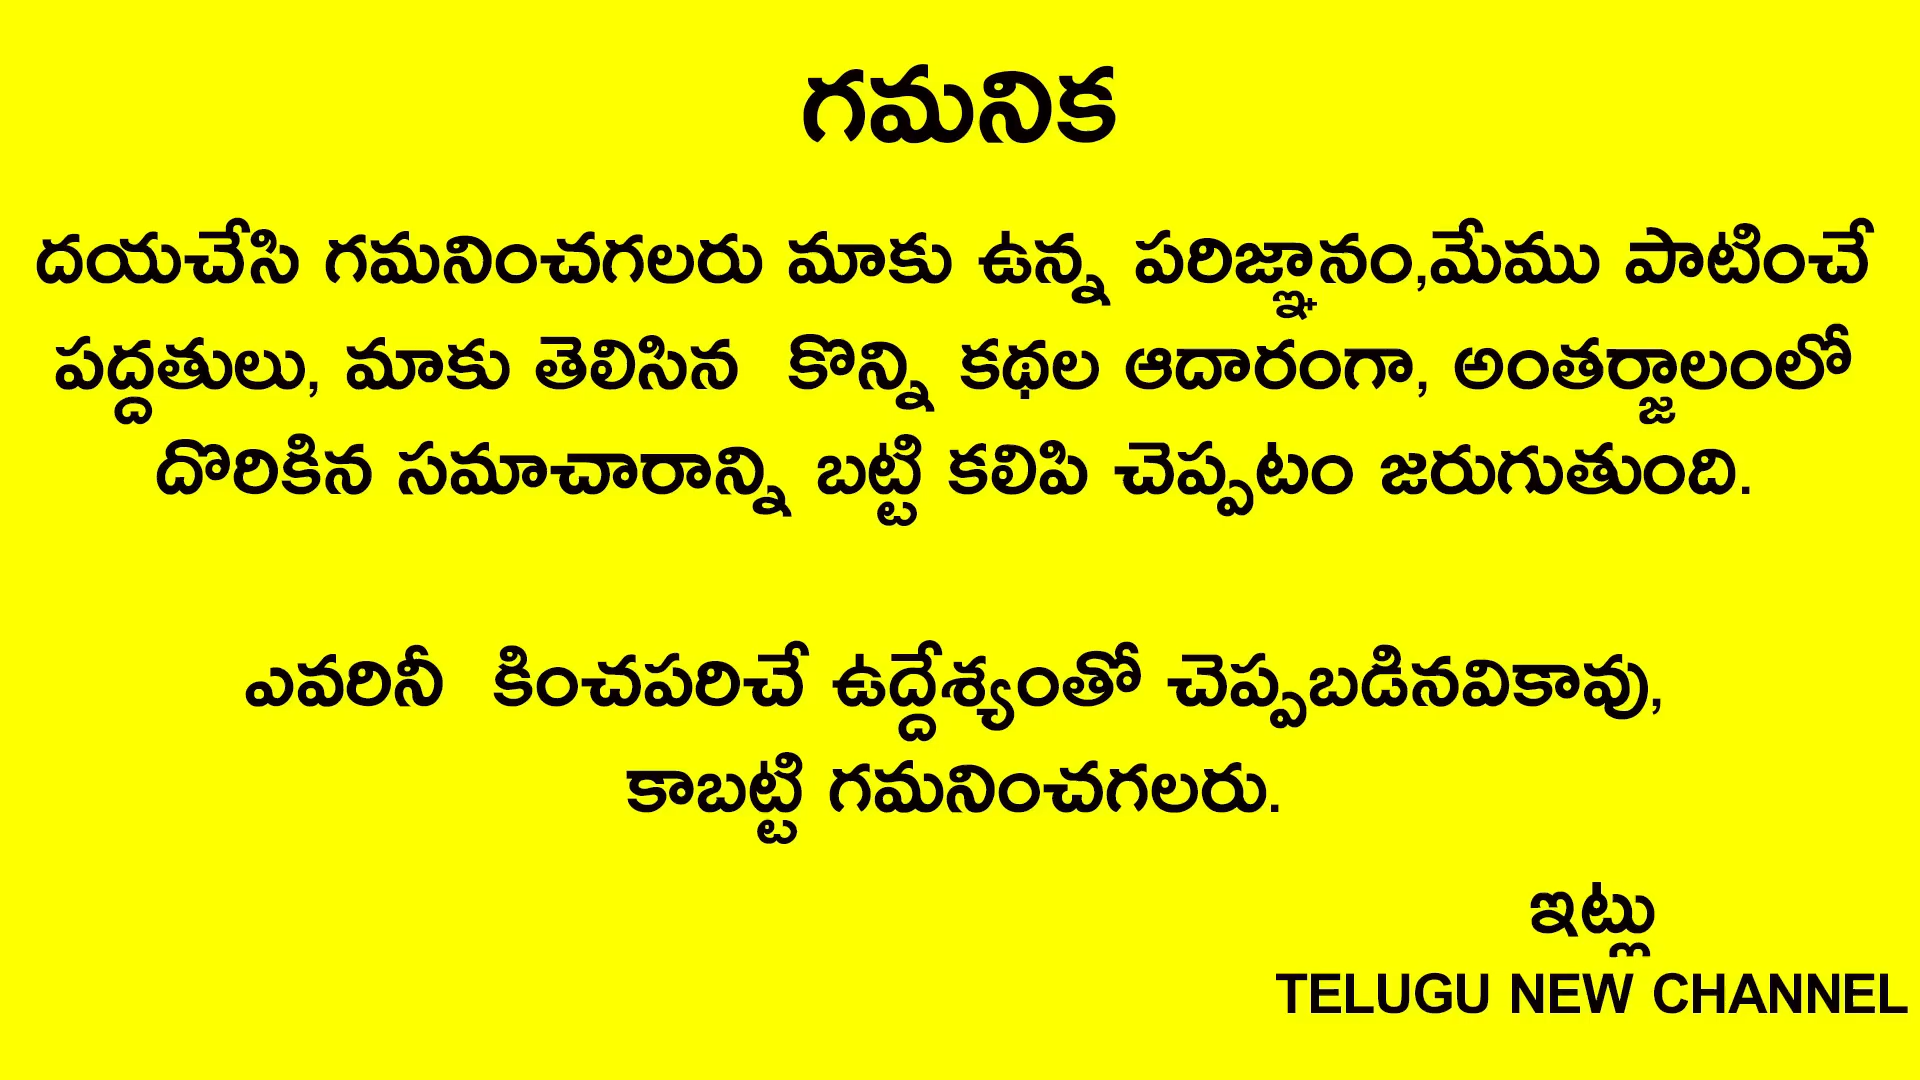 గమనిక
దయచేసి గమనించగలరు మాకు ఉన్న పరిజ్ఞానం,మేము పాటించే
పద్దతులు, మాకు తెలిసిన కొన్ని కథల ఆదారంగా, అంతర్జాలంలో
దొరికిన సమాచారాన్ని బట్టి కలిపి చెప్పటం జరుగుతుంది.
ఎవరినీ కించపరిచే ఉద్దేశ్యంతో చెప్పబడినవికావు,
కాబట్టి గమనించగలరు.
ఇట్లు
TELUGU NEW CHANNEL